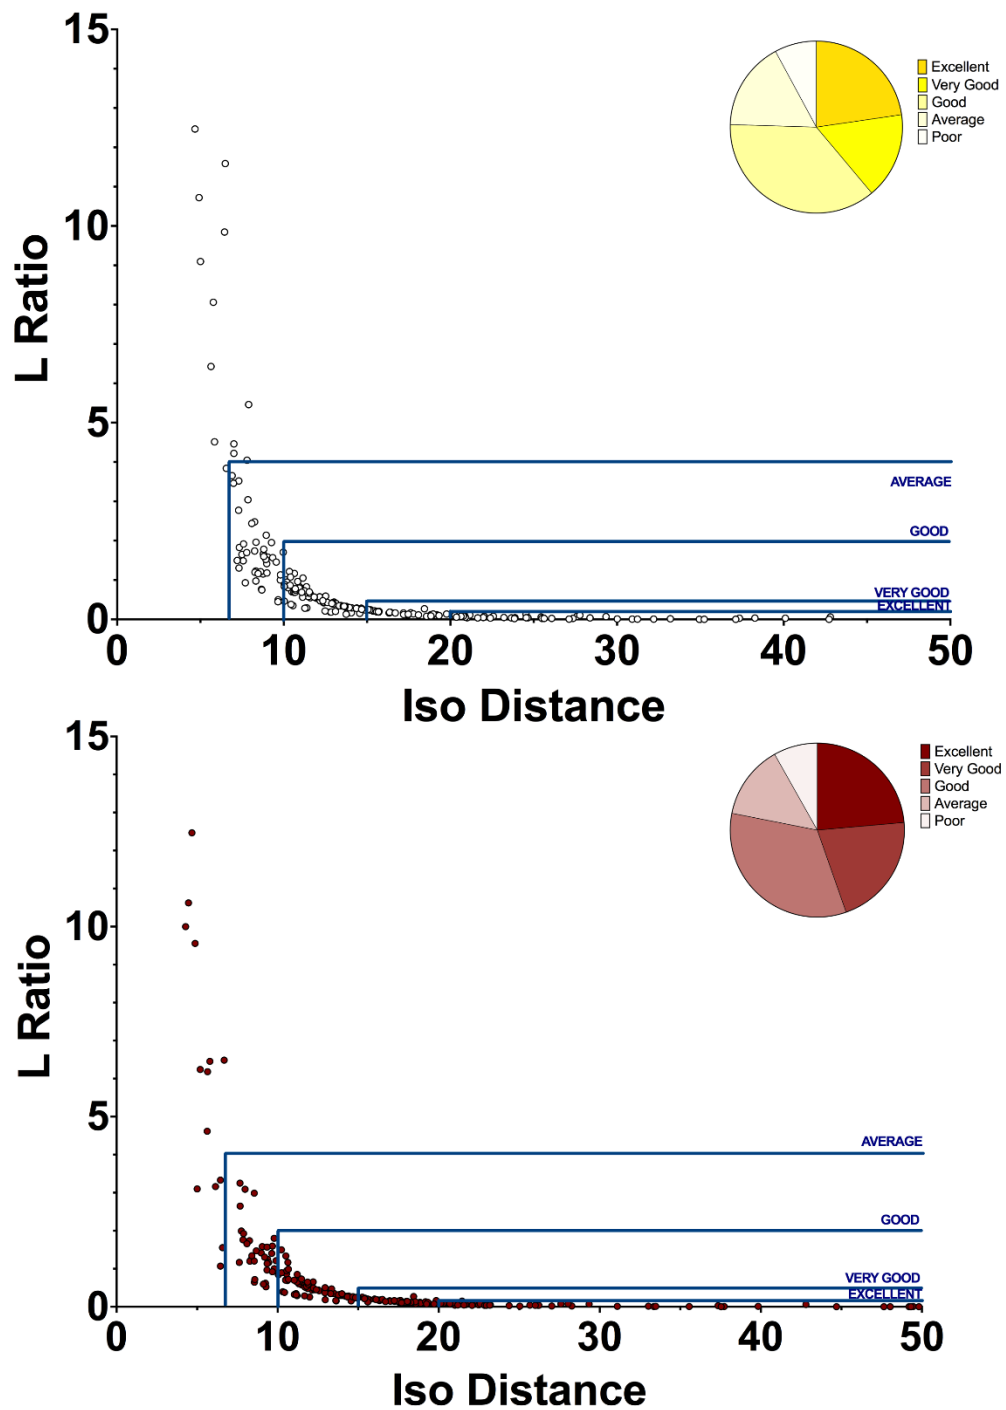 15
Excellent
Very Good
Good
Average
Poor
10
L Ratio
5
AVERAGE
GOOD
VERY GOOD
EXCELLENT
0
0 10 20 30 40 50
Iso Distance
15
Excellent
Very Good
Good
Average
Poor
10
L Ratio
5
AVERAGE
GOOD
VERY GOOD
EXCELLENT
0
0 10 20 30 40 50
Iso Distance